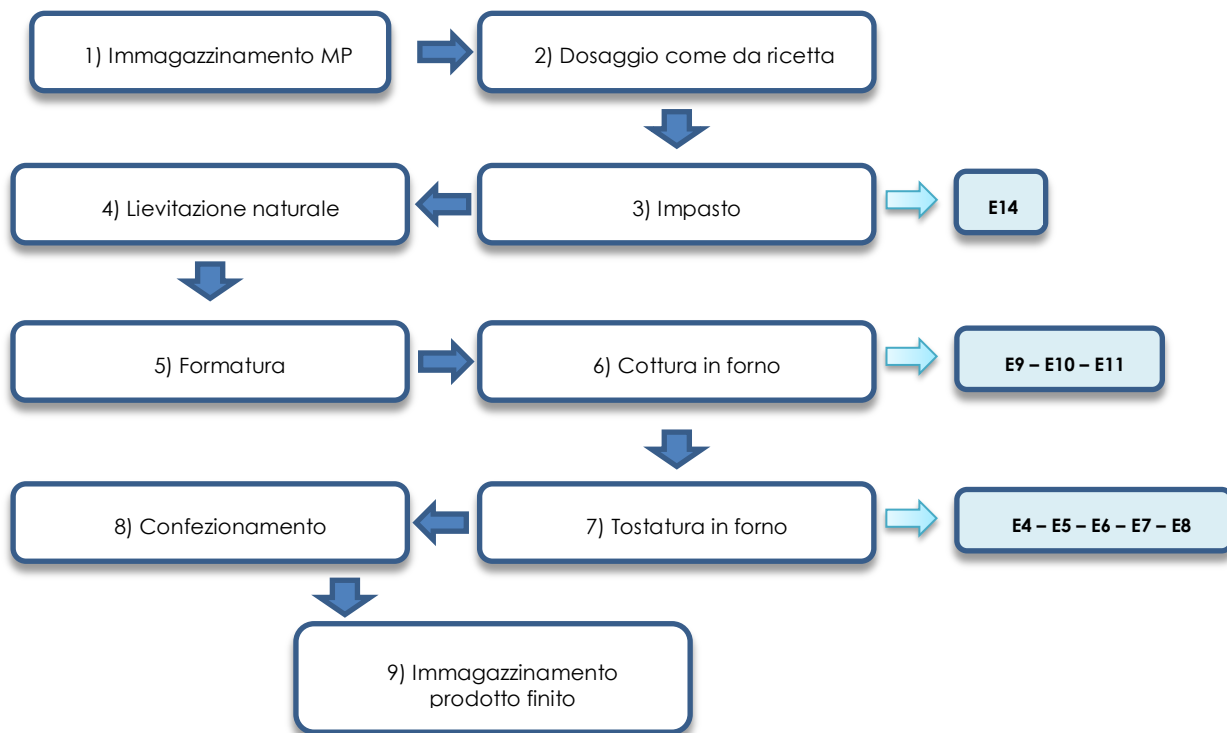 1) Immagazzinamento MP
2) Dosaggio come da ricetta
4) Lievitazione naturale
3) Impasto
E14
5) Formatura
6) Cottura in forno
E9 – E10 – E11
8) Confezionamento
7) Tostatura in forno
E4 – E5 – E6 – E7 – E8
9) Immagazzinamento
prodotto finito